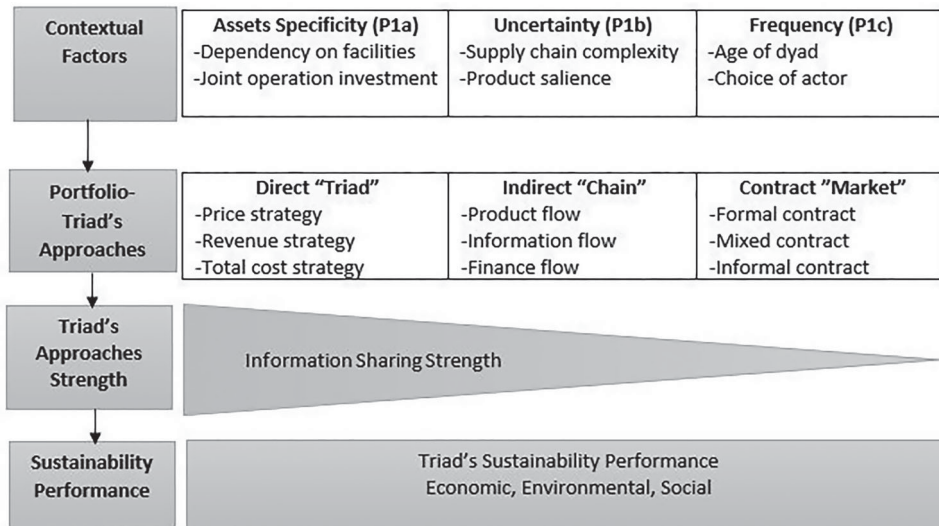 Contextual
Factors
Assets Specificity (P1a)
-Dependency on facilities
-Joint operation investment
Uncertainty (P1b)
-Supply chain complexity
-Product salience
Frequency (P1c)
-Age of dyad
-Choice of actor
Portfolio-
Triad's
Approaches
Direct “Triad”
-Price strategy
-Revenue strategy
-Total cost strategy
Indirect “Chain”
-Product flow
-Information flow
-Finance flow
Contract ”Market”
-Formal contract
-Mixed contract
-Informal contract
Triad's
Approaches
Strength
Information Sharing Strength
Sustainability
Performance
Triad's Sustainability Performance
Economic, Environmental, Social